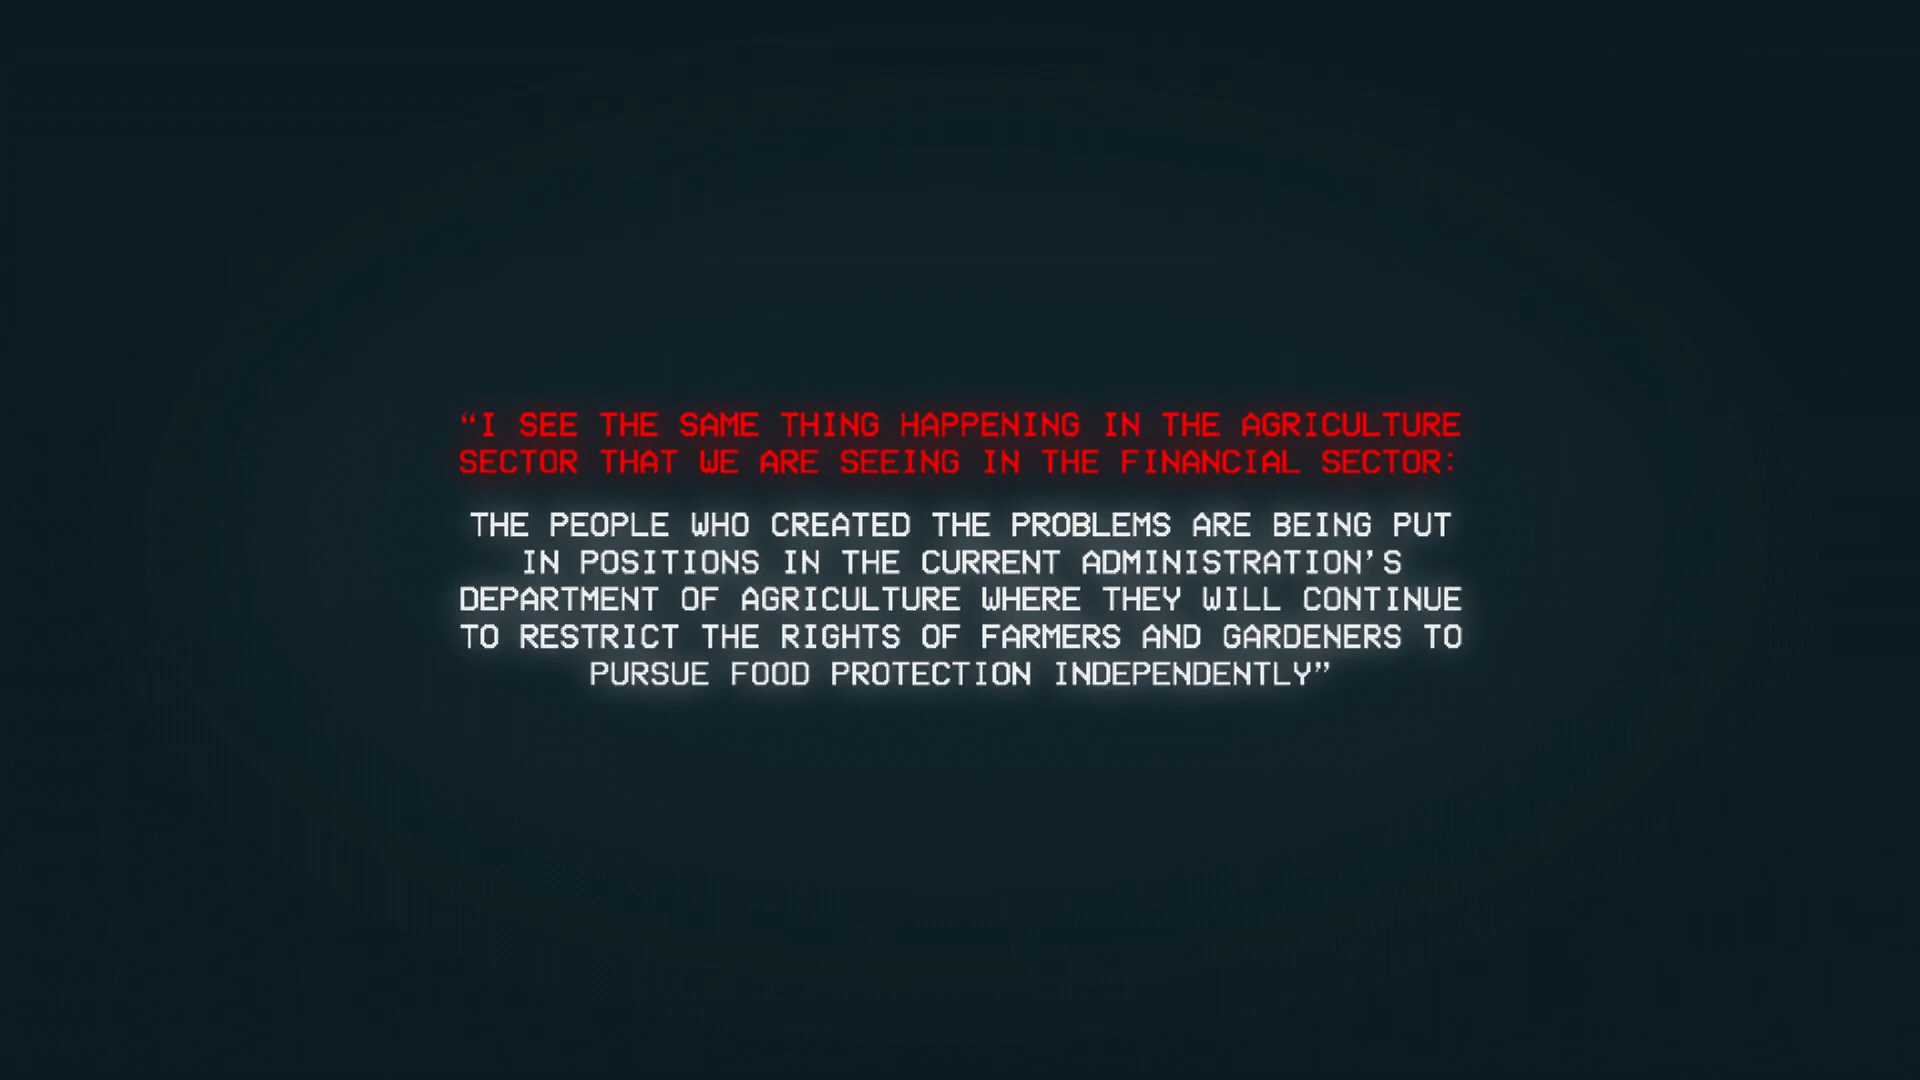 “I SEE THE SAME THING HAPPENING IN THE AGRICULTURE
SECTOR THAT WE ARE SEEING IN THE FINANCIAL SECTOR:
THE PEOPLE WHO CREATED THE PROBLEMS ARE BEING PUT
IN POSITIONS IN THE CURRENT ADMINISTRATION’S
DEPARTMENT OF AGRICULTURE WHERE THEY WILL CONTINUE
TO RESTRICT THE RIGHTS OF FARMERS AND GARDENERS TO
PURSUE FOOD PROTECTION INDEPENDENTLY”